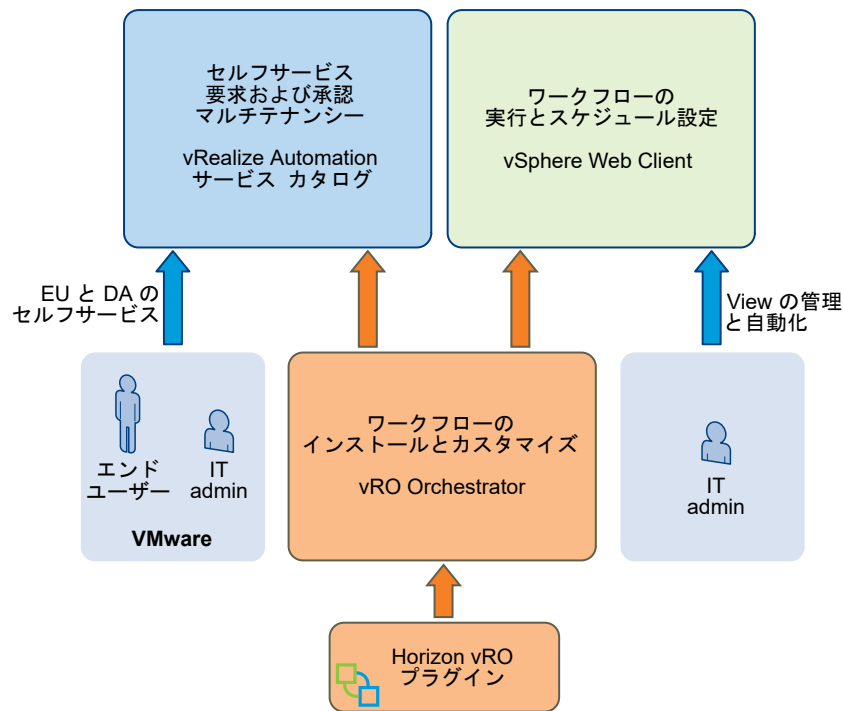 セルフサービス
要求および承認
マルチテナンシー
vRealize Automation
サービス カタログ
ワークフローの
実行とスケジュール設定
vSphere Web Client
EU と DA の
セルフサービス
View の管理
と自動化
エンド
ユーザー
IT
admin
VMware
ワークフローの
インストールとカスタマイズ
vRO Orchestrator
IT
admin
Horizon vRO
プラグイン